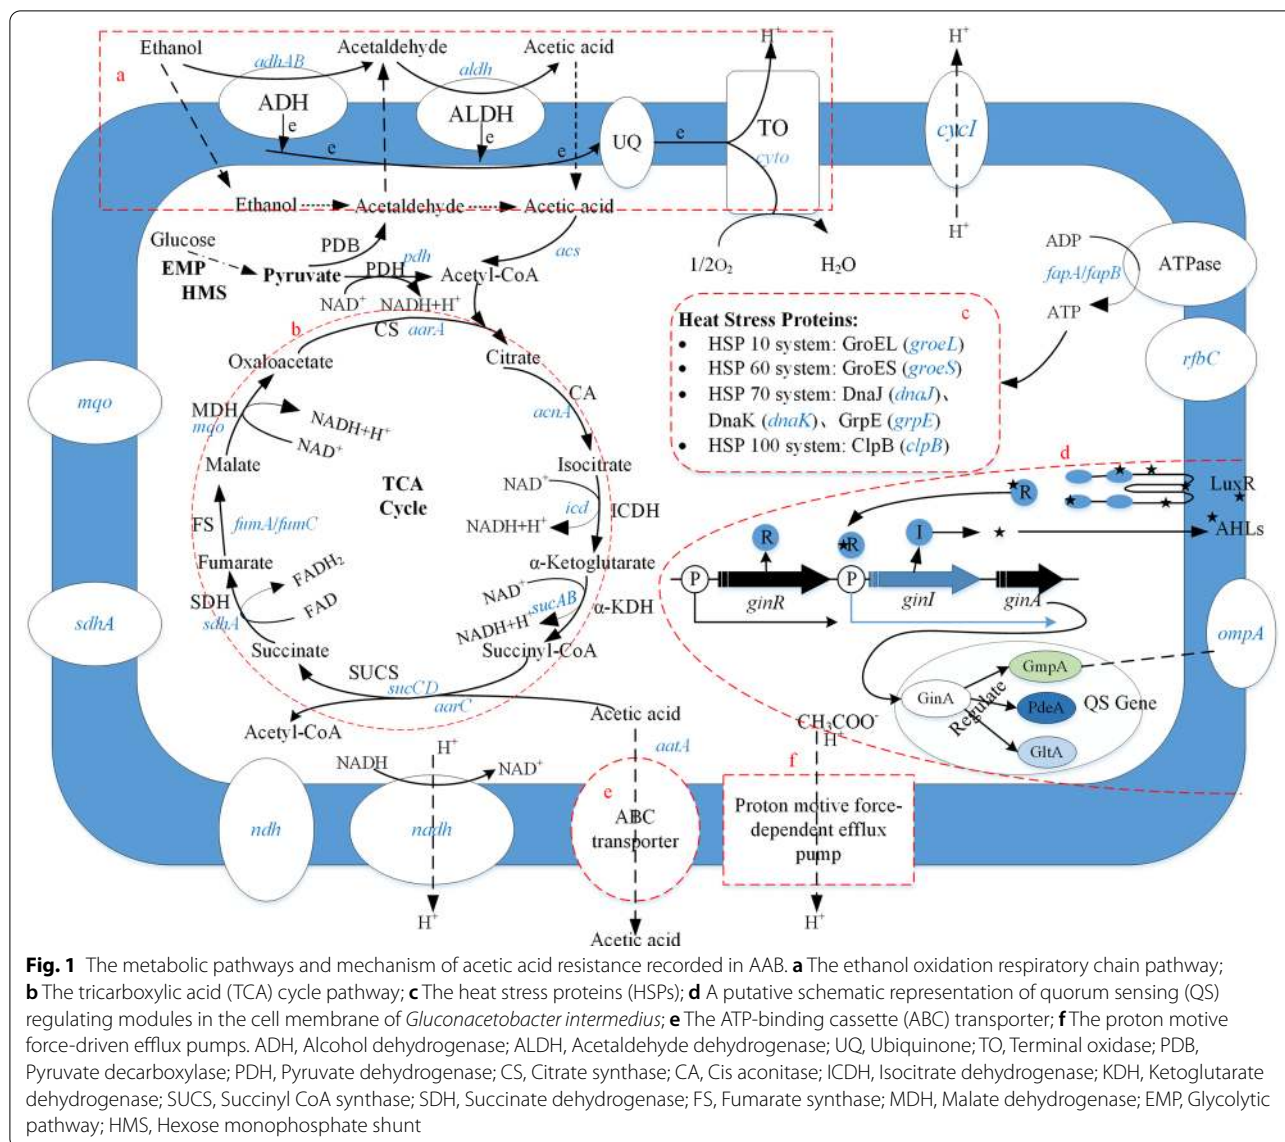 H⁺
H⁺
Ethanol
Acetaldehyde
Acetic acid
adhAB
aldh
a
ADH
ALDH
e
e
e
e
UQ
e
TO
cyto
cycI
H⁺
Ethanol
Acetaldehyde
Acetic acid
Glucose
EMP
HMS
PDB
Pyruvate
pdh
PDH
Acetyl-CoA
acs
NAD⁺
NADH+H⁺
1/2O₂
H₂O
ADP
fapA/fapB
ATPase
ATP
rfbC
b
CS
aarA
Oxaloacetate
Citrate
c
Heat Stress Proteins:
• HSP 10 system: GroEL (groeL)
• HSP 60 system: GroES (groeS)
• HSP 70 system: DnaJ (dnaJ)、
DnaK (dnaK)、GrpE (grpE)
• HSP 100 system: ClpB (clpB)
mqo
MDH
mqo
NADH+H⁺
NAD⁺
CA
acnA
Malate
Isocitrate
TCA
Cycle
NAD⁺
icd
ICDH
NADH+H⁺
FS
fumA/fumC
Fumarate
α-Ketoglutarate
FADH₂
FAD
SDH
sdhA
NAD⁺
sucAB
α-KDH
NADH+H⁺
sdhA
Succinate
Succinyl-CoA
SUCS
sucCD
aarC
Acetyl-CoA
Acetic acid
d
LuxR
R
AHLs
R
R
I
P
P
ginR
ginI
ginA
ompA
GinA
Regulate
GmpA
PdeA
GltA
QS Gene
NADH
H⁺
NAD⁺
aatA
CH₃COO⁻
H⁺
f
e
ndh
nadh
ABC
transporter
Proton motive force-
dependent efflux
pump
H⁺
Acetic acid
H⁺
Fig. 1 The metabolic pathways and mechanism of acetic acid resistance recorded in AAB. a The ethanol oxidation respiratory chain pathway;
b The tricarboxylic acid (TCA) cycle pathway; c The heat stress proteins (HSPs); d A putative schematic representation of quorum sensing (QS)
regulating modules in the cell membrane of Gluconacetobacter intermedius; e The ATP-binding cassette (ABC) transporter; f The proton motive
force-driven efflux pumps. ADH, Alcohol dehydrogenase; ALDH, Acetaldehyde dehydrogenase; UQ, Ubiquinone; TO, Terminal oxidase; PDB,
Pyruvate decarboxylase; PDH, Pyruvate dehydrogenase; CS, Citrate synthase; CA, Cis aconitase; ICDH, Isocitrate dehydrogenase; KDH, Ketoglutarate
dehydrogenase; SUCS, Succinyl CoA synthase; SDH, Succinate dehydrogenase; FS, Fumarate synthase; MDH, Malate dehydrogenase; EMP, Glycolytic
pathway; HMS, Hexose monophosphate shunt